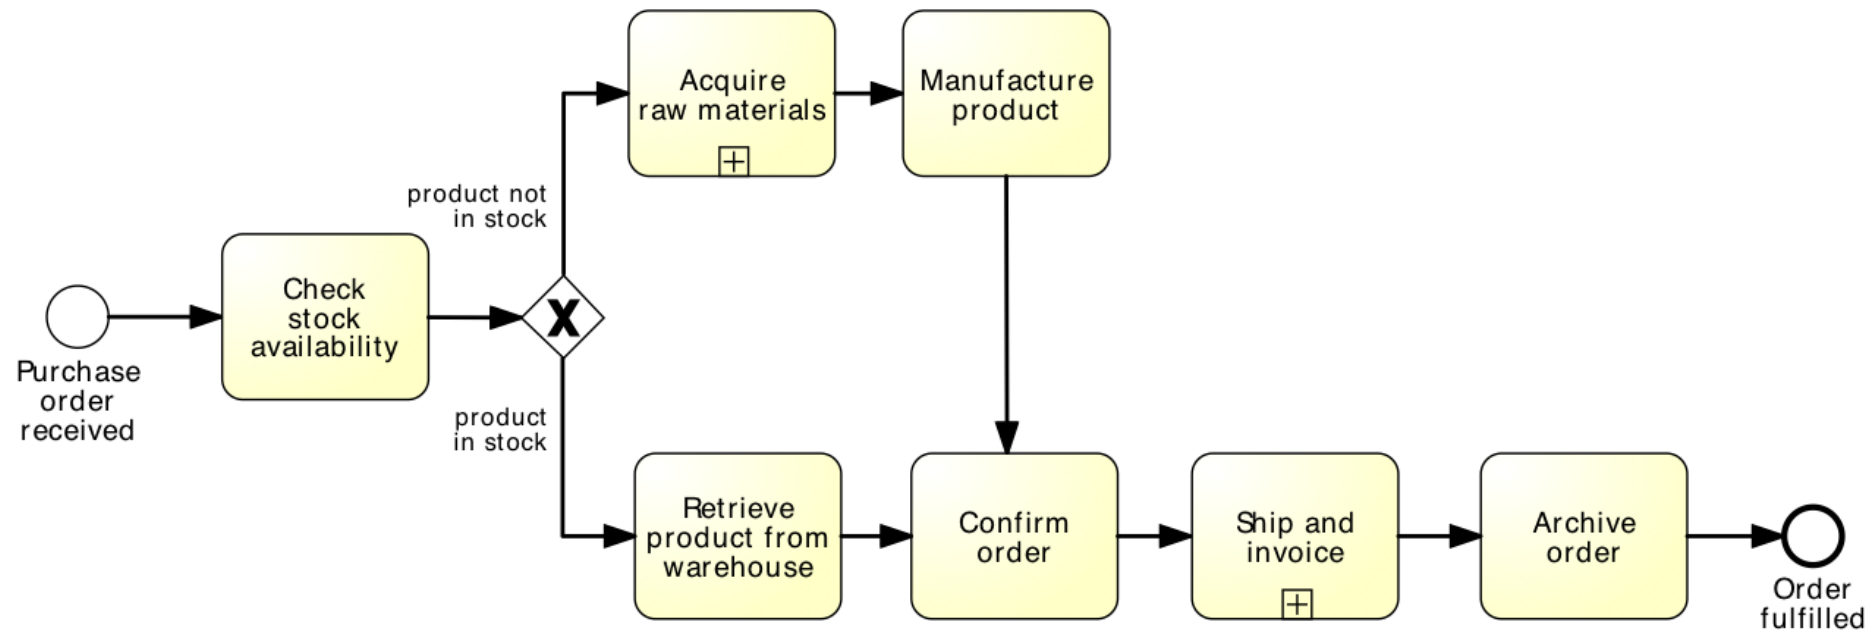 Purchase
order
received
Check
stock
availability
X
product not
in stock
product
in stock
Acquire
raw materials
Manufacture
product
Retrieve
product from
warehouse
Confirm
order
Ship and
invoice
Archive
order
Order
fulfilled